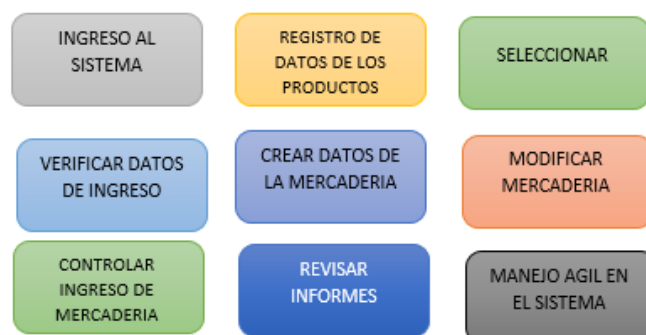 INGRESO AL
SISTEMA
REGISTRO DE
DATOS DE LOS
PRODUCTOS
SELECCIONAR
VERIFICAR DATOS
DE INGRESO
CREAR DATOS DE
LA MERCADERIA
MODIFICAR
MERCADERIA
CONTROLAR
INGRESO DE
MERCADERIA
REVISAR
INFORMES
MANEJO AGIL EN
EL SISTEMA